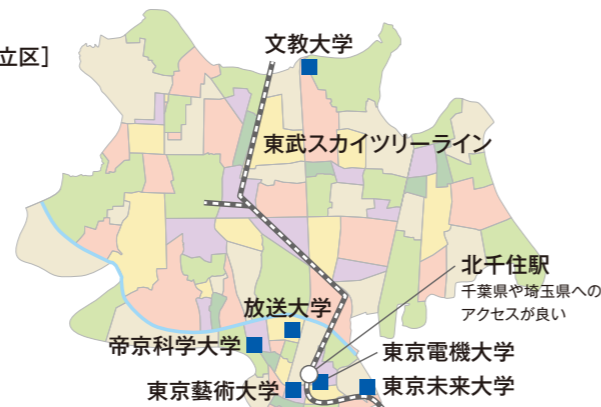 立区]
文教大学
東武スカイツリーライン
北千住駅
千葉県や埼玉県への
アクセスが良い
放送大学
帝京科学大学
東京電機大学
東京藝術大学
東京未来大学